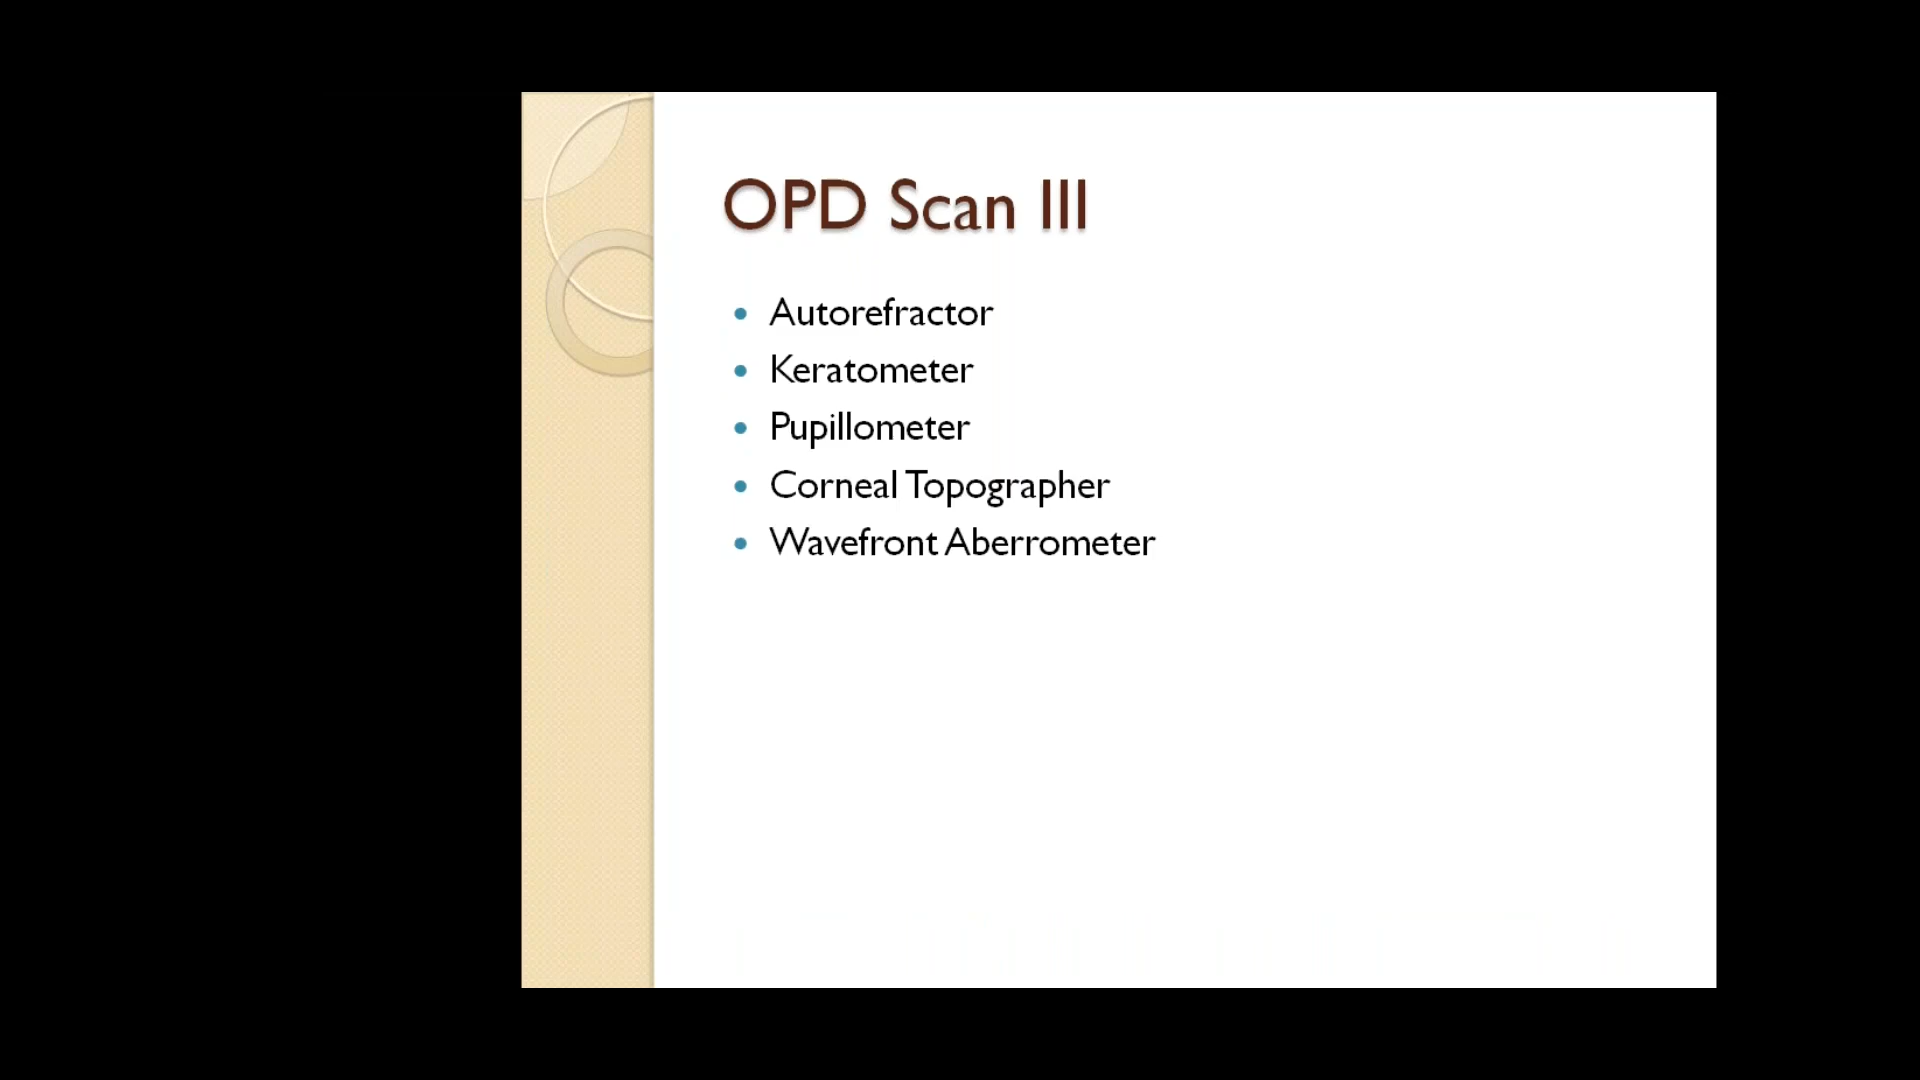 OPD Scan III
• Autorefractor
• Keratometer
• Pupillometer
• Corneal Topographer
• Wavefront Aberrometer